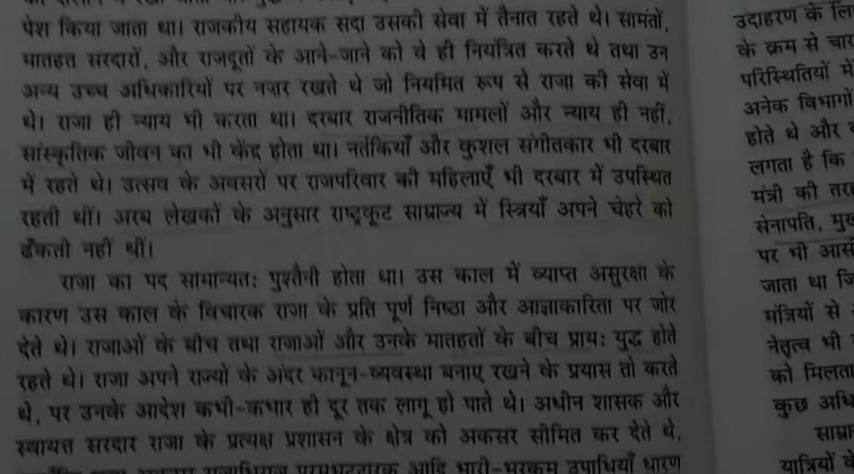 पेश किया जाता था। राजकीय सहायक सदा उसकी सेवा में तैनात रहते थे। सामंतों,
मातहत सरदारों, और राजदूतों के आने-जाने को वे ही नियंत्रित करते थे तथा उन
अन्य उच्च अधिकारियों पर नज़र रखते थे जो नियमित रूप से राजा की सेवा में
थे। राजा ही न्याय भी करता था। दरबार राजनीतिक मामलों और न्याय ही नहीं,
सांस्कृतिक जीवन का भी केंद्र होता था। नर्तकियाँ और कुशल संगीतकार भी दरबार
में रहते थे। उत्सव के अवसरों पर राजपरिवार की महिलाएँ भी दरबार में उपस्थित
रहती थीं। अरब लेखकों के अनुसार राष्ट्रकूट साम्राज्य में स्त्रियाँ अपने चेहरे को
ढँकती नहीं थीं।
राजा का पद सामान्यतः पुश्तैनी होता था। उस काल में व्याप्त असुरक्षा के
कारण उस काल के विचारक राजा के प्रति पूर्ण निष्ठा और आज्ञाकारिता पर जोर
देते थे। राजाओं के बीच तथा राजाओं और उनके मातहतों के बीच प्रायः युद्ध होते
रहते थे। राजा अपने राज्यों के अंदर कानून-व्यवस्था बनाए रखने के प्रयास तो करते
थे, पर उनके आदेश कभी-कभार ही दूर तक लागू हो पाते थे। अधीन शासक और
स्वायत्त सरदार राजा के प्रत्यक्ष प्रशासन के क्षेत्र को अकसर सीमित कर देते थे,
आदि भारी-भरकम उपाधियाँ धारण
उदाहरण के
के क्रम से चार
परिस्थितियों में
अनेक विभागों
होते थे और
लगता है कि
मंत्री की
सेनापति,
पर भी
जाता था
मंत्रियों से
नेतृत्व भी
को मिलता
कुछ
यात्रियों